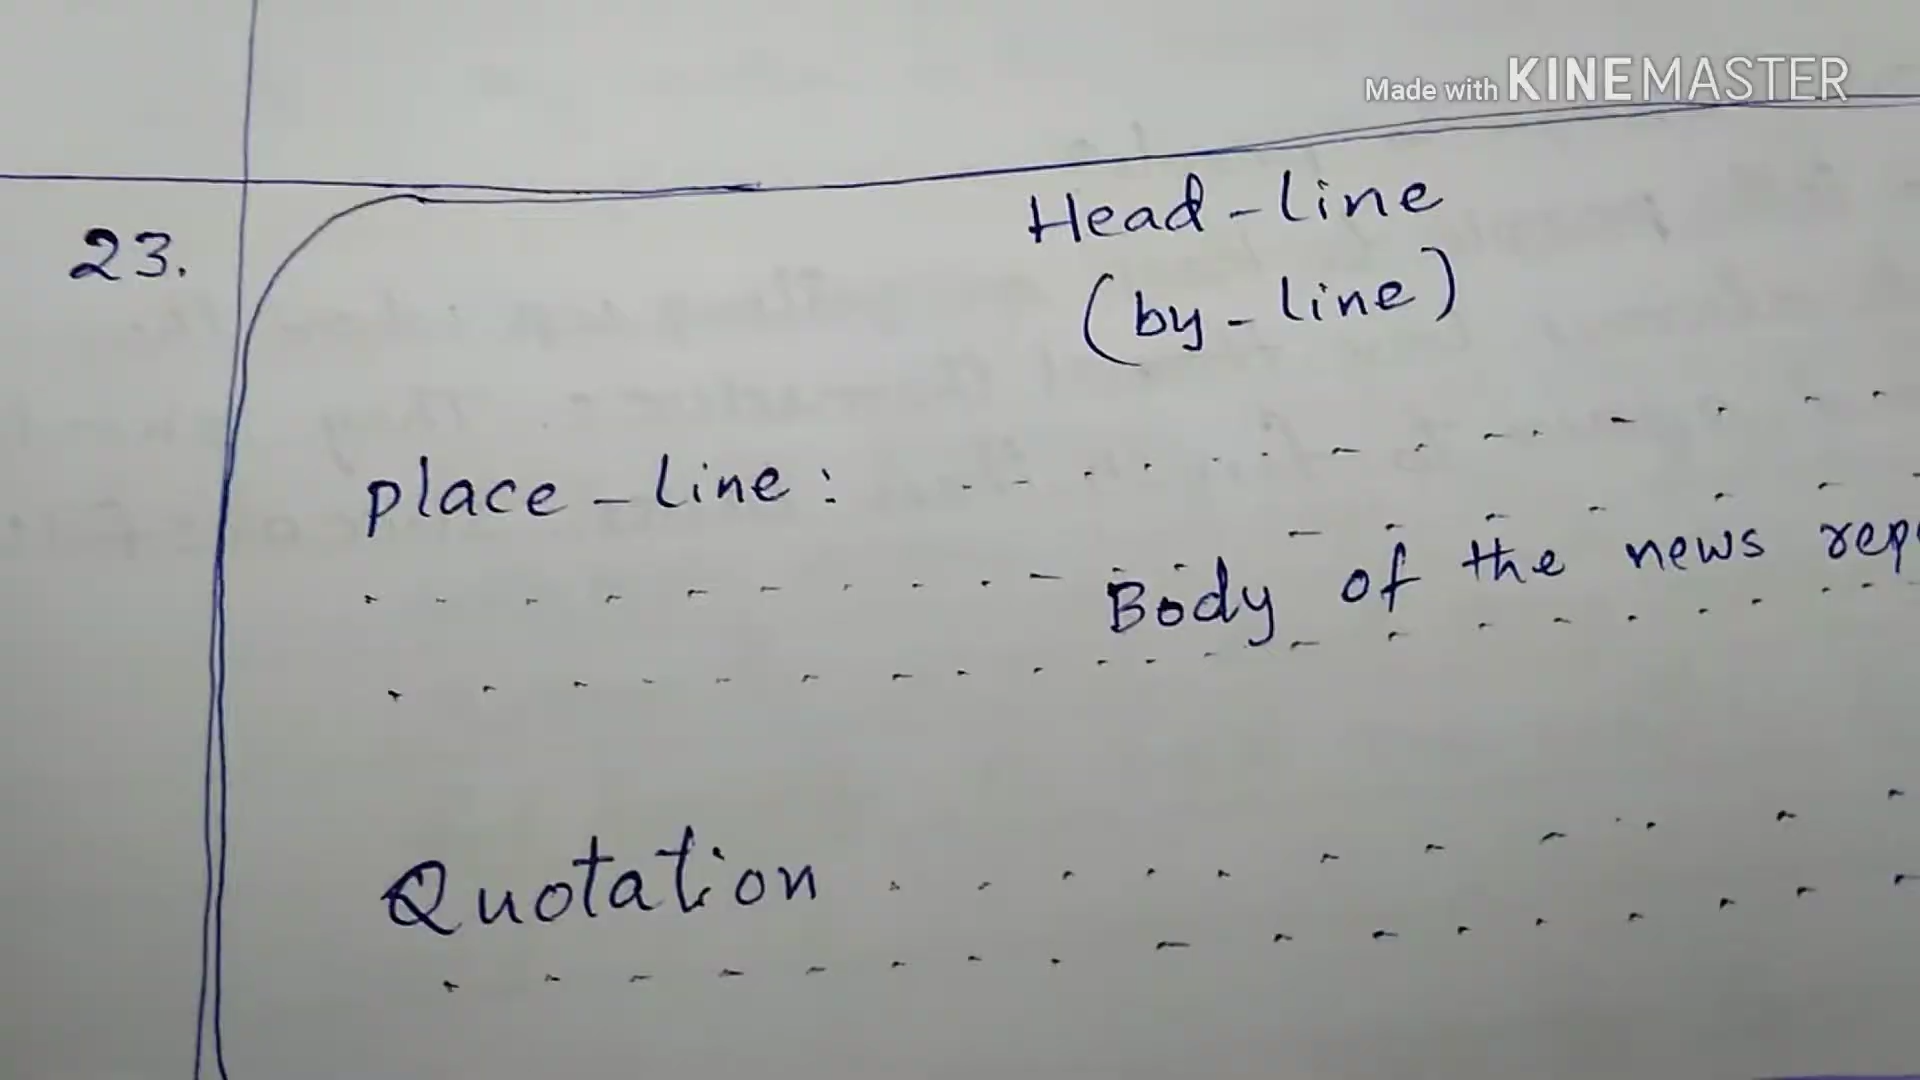 Made with KINEMASTER
23.
Head-line
(by-line)
Place-line:
Body of the news
Quotation